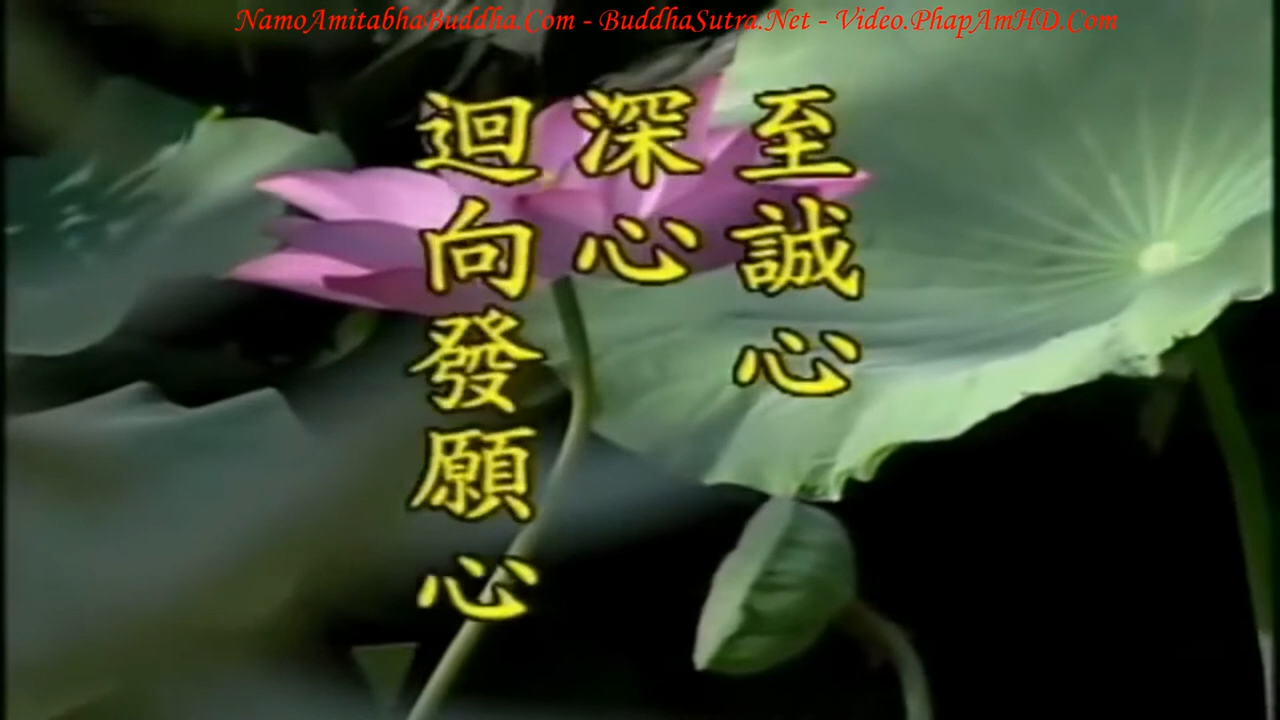 NamoAmitabhaBuddha.Com - BuddhaSutra.Net - Video.PhapAmHD.Com
至誠心
深心
迴向發願心